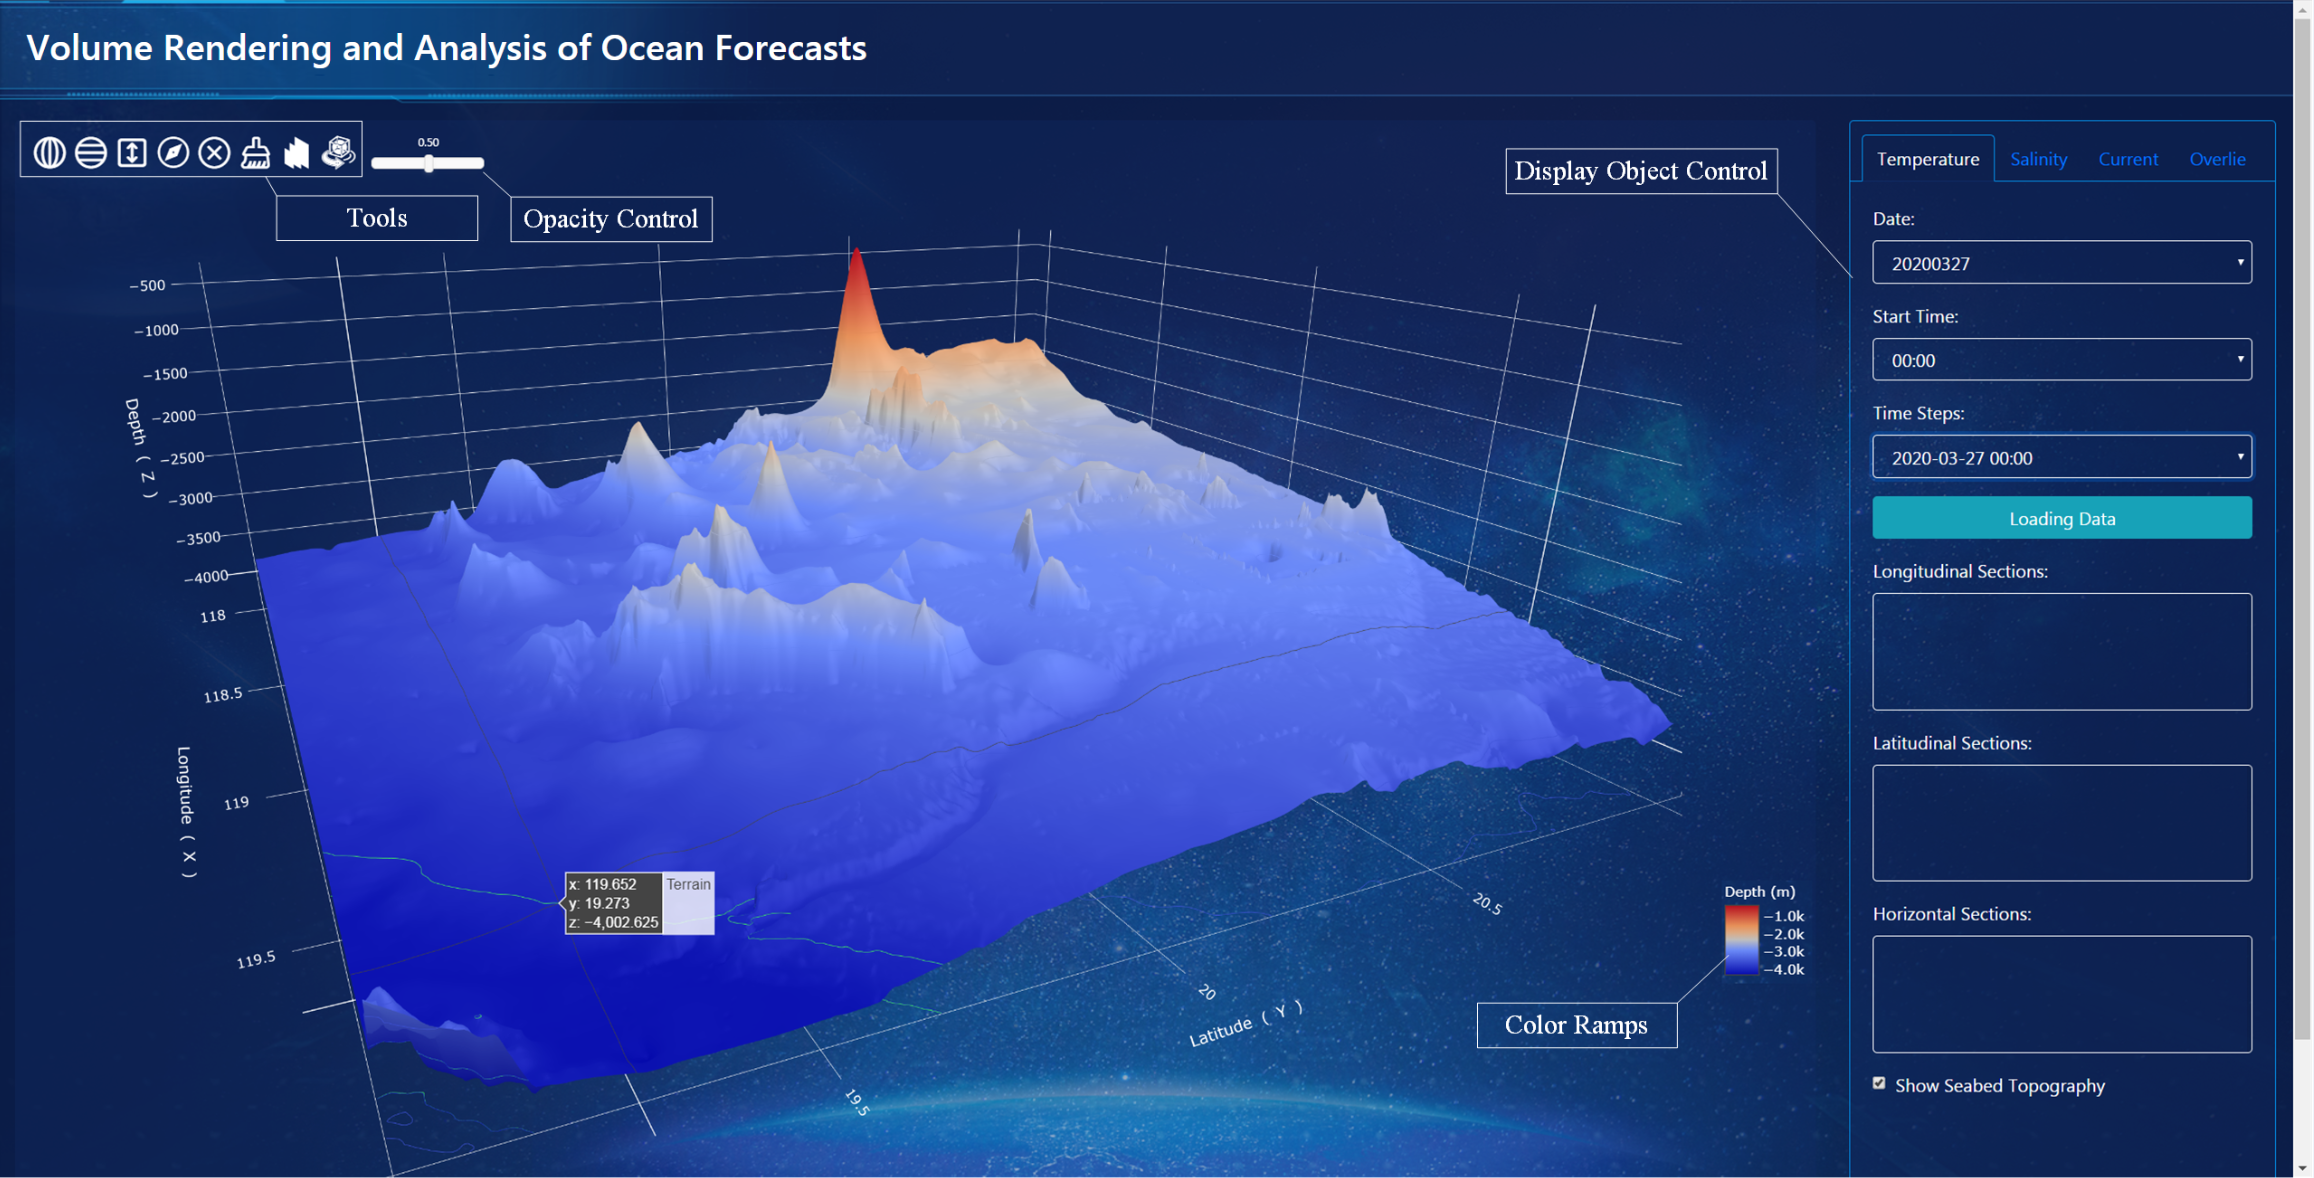 Volume Rendering and Analysis of Ocean Forecasts
0.50
Tools
Opacity Control
Display Object Control
−500
−1000
−1500
−2000
−2500
−3000
−3500
−4000
Depth ( Z )
118
118.5
119
119.5
Longitude ( X )
x: 119.652
y: 19.273
z: −4,002.625
Terrain
19.5
20
20.5
Latitude ( Y )
Depth (m)
−1.0k
−2.0k
−3.0k
−4.0k
Color Ramps
Temperature Salinity Current Overlie
Date:
20200327
Start Time:
00:00
Time Steps:
2020-03-27 00:00
Loading Data
Longitudinal Sections:
Latitudinal Sections:
Horizontal Sections:
Show Seabed Topography